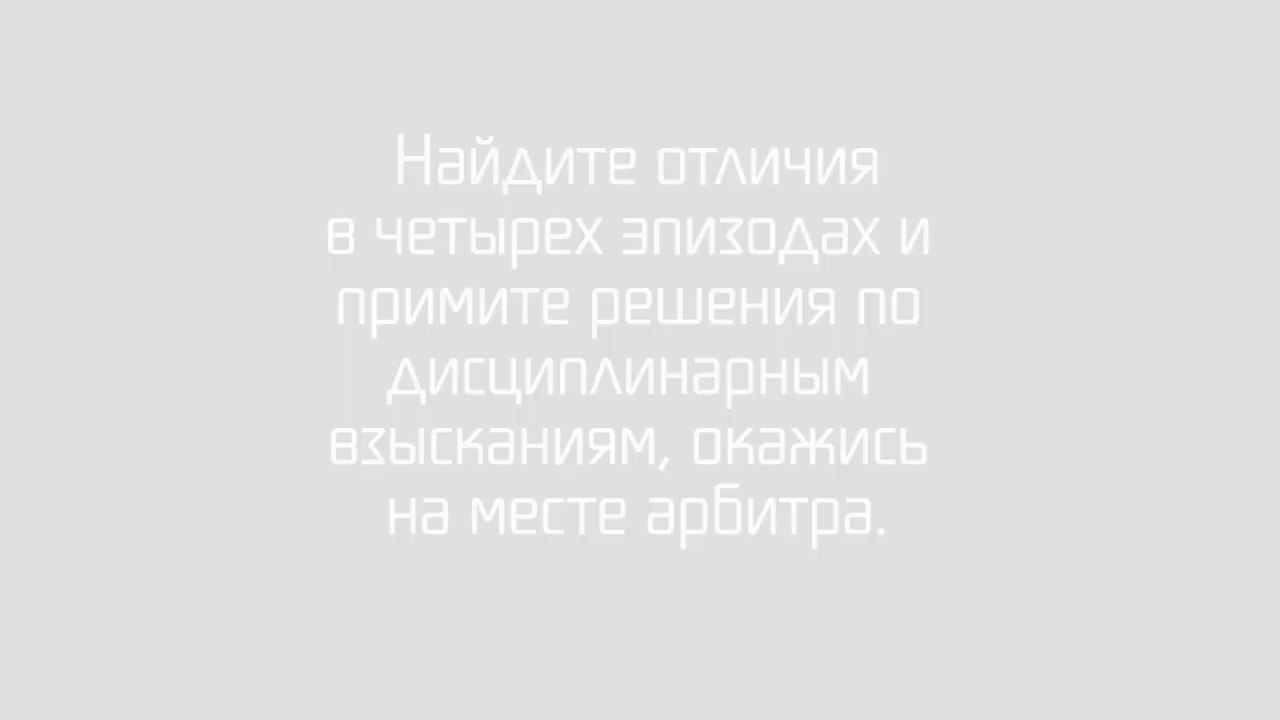 Найдите отличия
в четырех эпизодах и
примите решения по
дисциплинарным
взысканиям, окажись
на месте арбитра.